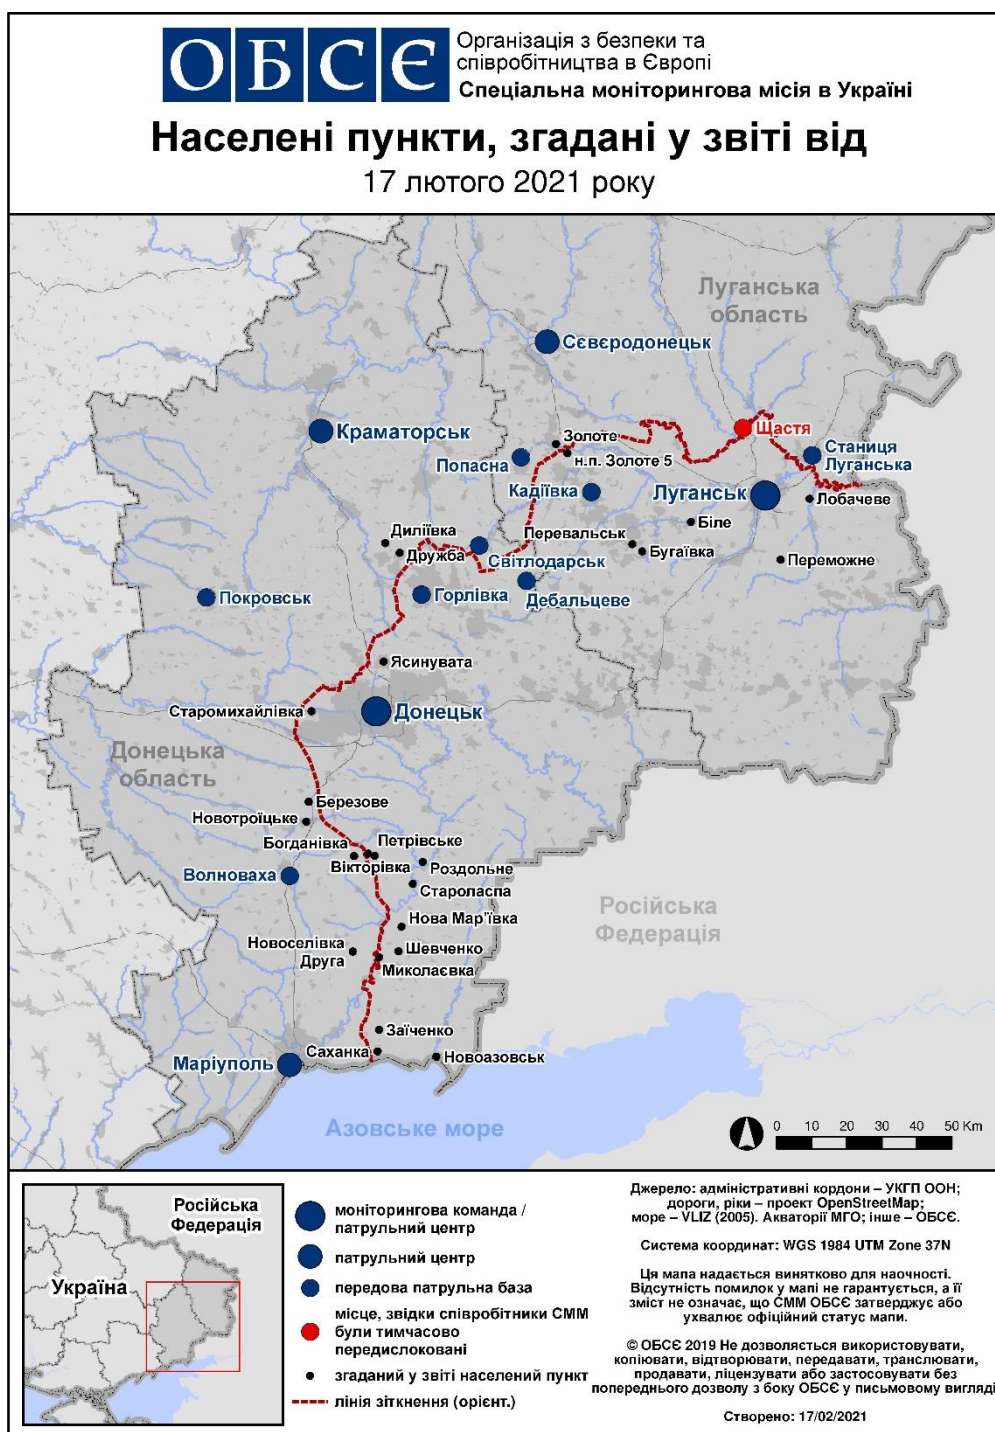 ОБСЄ
Організація з безпеки та
співробітництва в Європі
Спеціальна моніторингова місія в Україні
Населені пункти, згадані у звіті від
17 лютого 2021 року
Луганська
область
Сєвєродонецьк
Краматорськ
Щастя
Золоте
н.п. Золоте 5
Попасна
Станиця
Луганська
Кадіївка
Луганськ
Лобачеве
Біле
Диліївка
Перевальськ
Дружба
Бугаївка
Світлодарськ
Переможне
Покровськ
Горлівка
Дебальцеве
Ясинувата
Старомихайлівка
Донецьк
Донецька
область
Березове
Новотроїцьке
Богданівка
Петрівське
Вікторівка
Роздольне
Волноваха
Староласпа
Російська
Федерація
Нова Мар'ївка
Новоселівка
Друга
Шевченко
Миколаєвка
Заїченко
Саханка
Новоазовськ
Маріуполь
Азовське море
0 10 20 30 40 50 Km
Російська
Федерація
Україна
моніторингова команда /
патрульний центр
патрульний центр
передова патрульна база
місце, звідки співробітники СММ
були тимчасово
передислоковані
згаданий у звіті населений пункт
лінія зіткнення (орієнт.)
Джерело: адміністративні кордони – УКГП ООН;
дороги, ріки – проект OpenStreetMap;
море – VLIZ (2005). Акваторії МГО; інше – ОБСЄ.
Система координат: WGS 1984 UTM Zone 37N
Ця мапа надається винятково для наочності.
Відсутність помилок у мапі не гарантується, а її
зміст не означає, що СММ ОБСЄ затверджує або
ухвалює офіційний статус мапи.
© ОБСЄ 2019 Не дозволяється використовувати,
копіювати, відтворювати, передавати, транслювати,
продавати, ліцензувати або застосовувати без
попереднього дозволу з боку ОБСЄ у письмовому вигляді
Створено: 17/02/2021